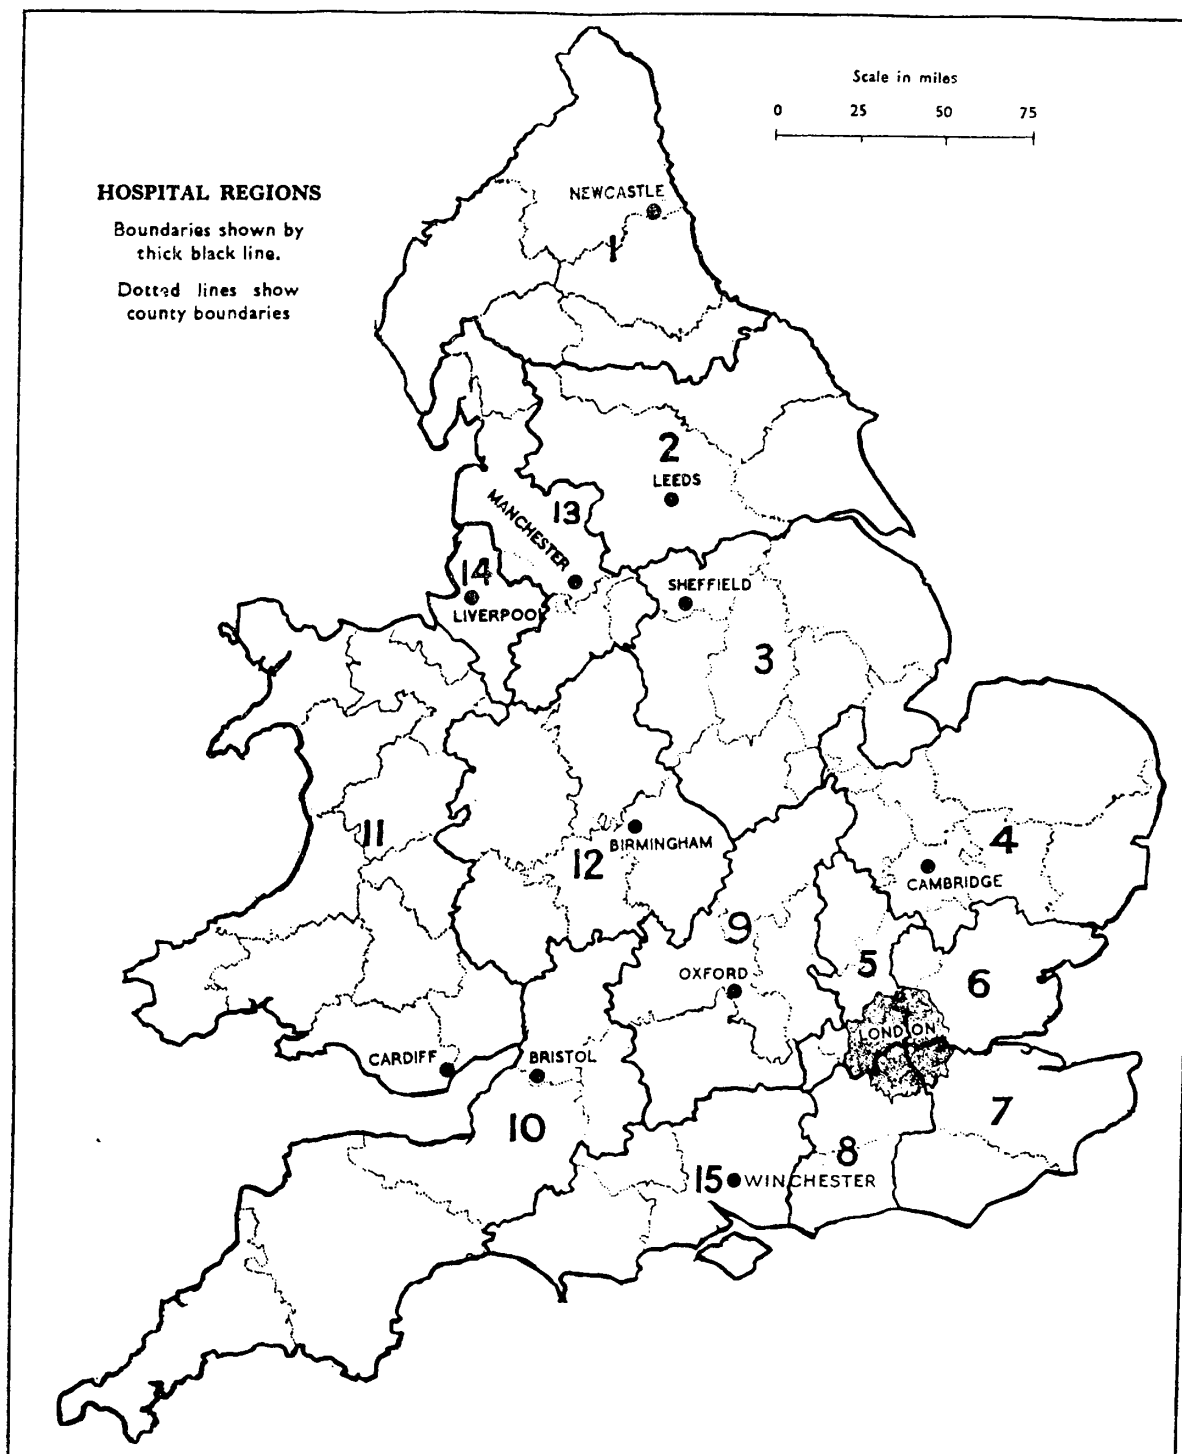 Scale in miles
0 25 50 75
HOSPITAL REGIONS
Boundaries shown by
thick black line.
Dotted lines show
county boundaries
NEWCASTLE
1
2
LEEDS
MANCHESTER
13
14
LIVERPOOL
SHEFFIELD
3
11
12
BIRMINGHAM
4
CAMBRIDGE
9
OXFORD
5
6
LONDON
CARDIFF
BRISTOL
10
7
8
15
WINCHESTER